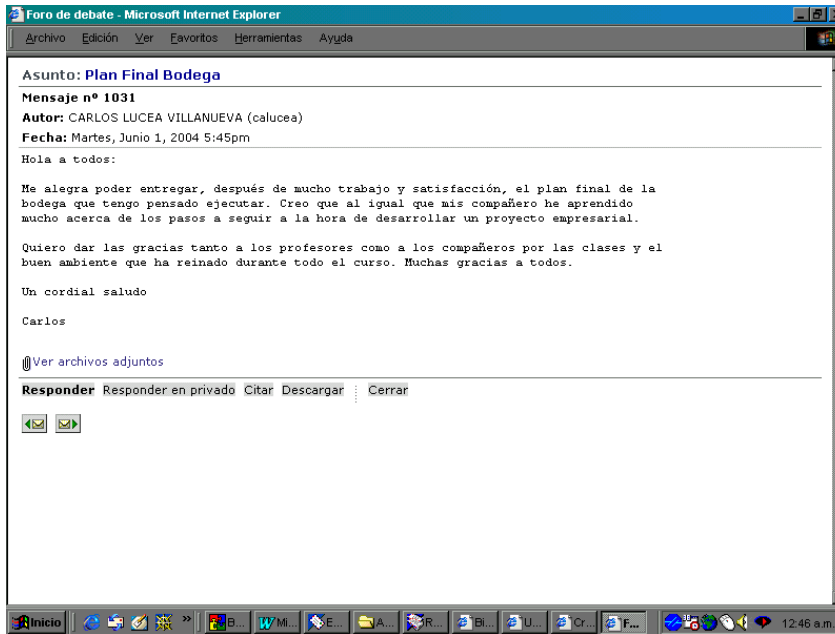 Foro de debate - Microsoft Internet Explorer
Archivo Edición Ver Favoritos Herramientas Ayuda
Asunto: Plan Final Bodega
Mensaje nº 1031
Autor: CARLOS LUCEA VILLANUEVA (calucea)
Fecha: Martes, Junio 1, 2004 5:45pm
Hola a todos:
Me alegra poder entregar, después de mucho trabajo y satisfacción, el plan final de la
bodega que tengo pensado ejecutar. Creo que al igual que mis compañero he aprendido
mucho acerca de los pasos a seguir a la hora de desarrollar un proyecto empresarial.
Quiero dar las gracias tanto a los profesores como a los compañeros por las clases y el
buen ambiente que ha reinado durante todo el curso. Muchas gracias a todos.
Un cordial saludo
Carlos
Ver archivos adjuntos
Responder Responder en privado Citar Descargar Cerrar
Inicio » B... Mi... E... A... R... Bi... U... Cr... F... 12:46 a.m.